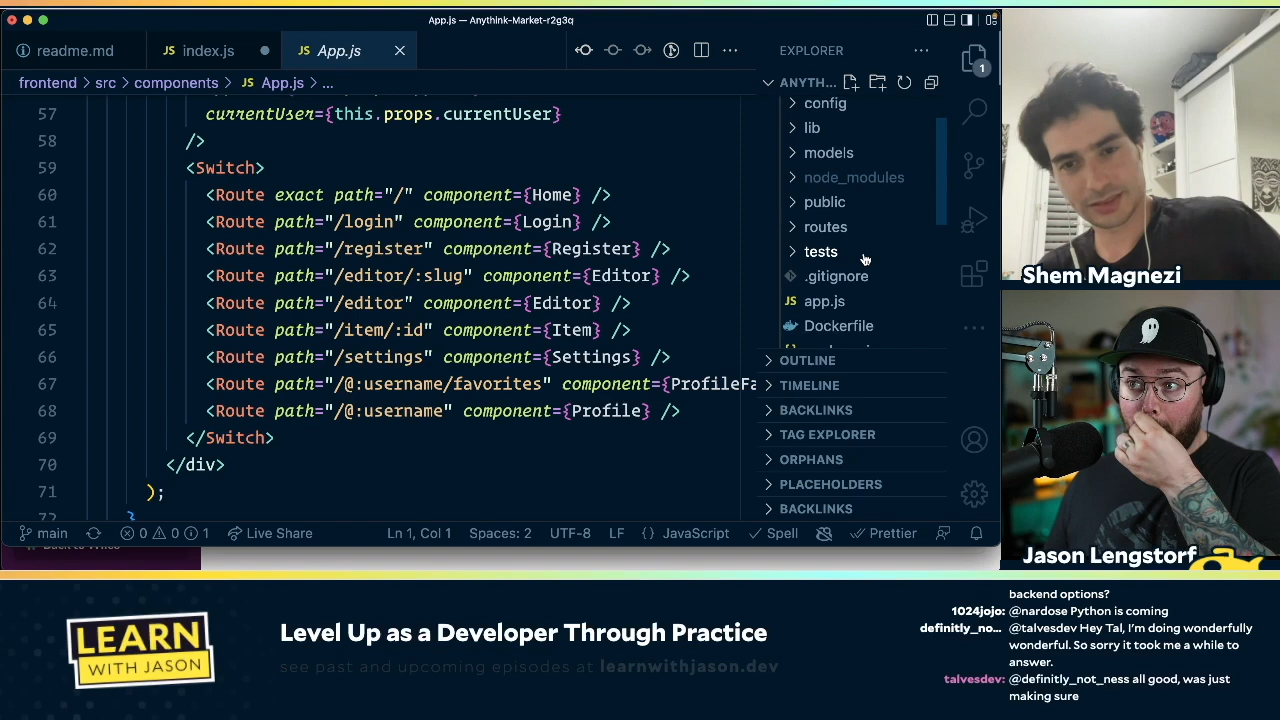 App.js — Anythink-Market-r2g3q
readme.md
JS index.js
JS App.js
EXPLORER
frontend > src > components > JS App.js > ...
ANYTH...
1
57 currentUser={this.props.currentUser}
58 />
59 <Switch>
60 <Route exact path="/" component={Home} />
61 <Route path="/login" component={Login} />
62 <Route path="/register" component={Register} />
63 <Route path="/editor/:slug" component={Editor} />
64 <Route path="/editor" component={Editor} />
65 <Route path="/item/:id" component={Item} />
66 <Route path="/settings" component={Settings} />
67 <Route path="/@:username/favorites" component={ProfileFa
68 <Route path="/@:username" component={Profile} />
69 </Switch>
70 </div>
71 );
72 }
config
lib
models
node_modules
public
routes
tests
.gitignore
JS app.js
Dockerfile
OUTLINE
TIMELINE
BACKLINKS
TAG EXPLORER
ORPHANS
PLACEHOLDERS
BACKLINKS
main 0 0 1 Live Share Ln 1, Col 1 Spaces: 2 UTF-8 LF {} JavaScript Spell Prettier
Shem Magnezi
Jason Lengstorf
LEARN
WITH JASON
Level Up as a Developer Through Practice
see past and upcoming episodes at learnwithjason.dev
backend options?
1024jojo: @nardose Python is coming
definitly_no... @talvesdev Hey Tal, I'm doing wonderfully
wonderful. So sorry it took me a while to
answer.
talvesdev: @definitly_not_ness all good, was just
making sure